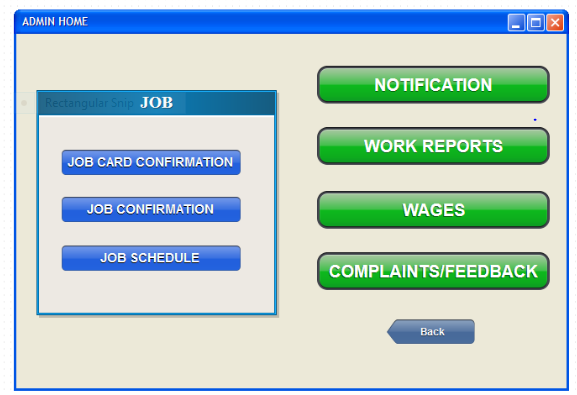 ADMIN HOME
Rectangular Snip JOB
JOB CARD CONFIRMATION
JOB CONFIRMATION
JOB SCHEDULE
NOTIFICATION
WORK REPORTS
WAGES
COMPLAINTS/FEEDBACK
Back